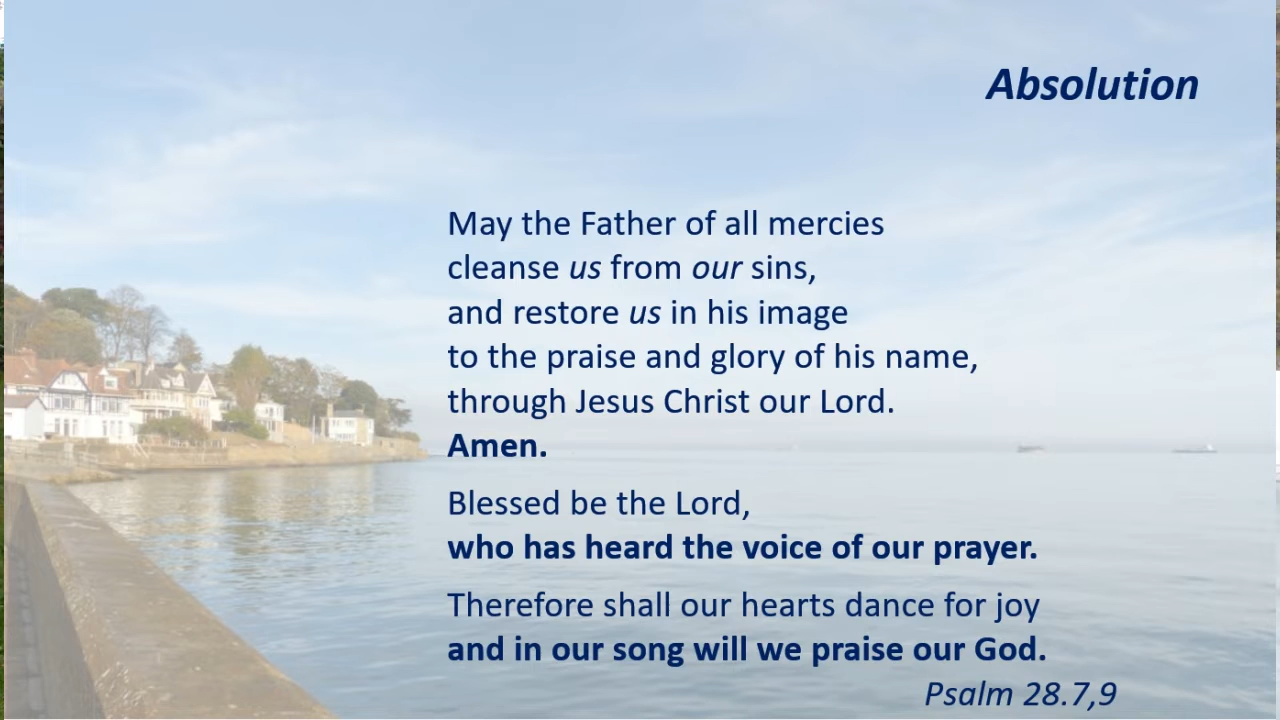 Absolution
May the Father of all mercies
cleanse us from our sins,
and restore us in his image
to the praise and glory of his name,
through Jesus Christ our Lord.
Amen.
Blessed be the Lord,
who has heard the voice of our prayer.
Therefore shall our hearts dance for joy
and in our song will we praise our God.
Psalm 28.7,9